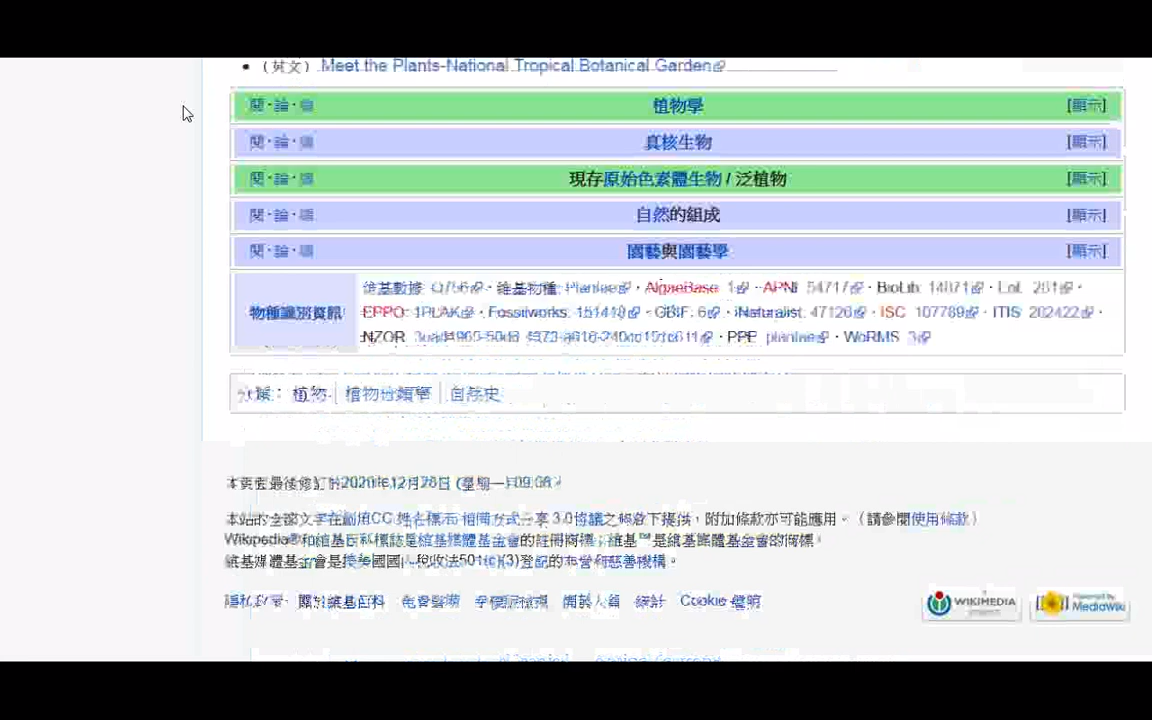 • （英文） Meet the Plants-National Tropical Botanical Garden
閱·論·編 植物學 [顯示]
閱·論·編 真核生物 [顯示]
閱·論·編 現存原始色素體生物 / 泛植物 [顯示]
閱·論·編 自然的組成 [顯示]
閱·論·編 園藝與園藝學 [顯示]
物種識別資訊
維基數據: Q756 · 維基物種: Plantae · AlgaeBase: 1 · APNI: 54717 · BioLib: 14871 · EoL: 281 ·
EPPO: 1PLAK · Fossilworks: 151418 · GBIF: 6 · iNaturalist: 47126 · ISC: 107789 · ITIS: 202422 ·
NZOR: · PPE: plantae · WoRMS: 3
分類： 植物 | 植物分類學 | 自然史
本頁面最後修訂於2020年12月28日 (星期一) 09:06。
本站的全部文字在創用CC 姓名標示-相同方式分享 3.0協議之條款下提供，附加條款亦可能應用。（請參閱使用條款）
Wikipedia®和維基百科標誌是維基媒體基金會的註冊商標；維基™是維基媒體基金會的商標。
維基媒體基金會是按美國國內稅收法501(c)(3)登記的非營利慈善機構。
隱私政策 關於維基百科 免責聲明 手機版檢視 開發人員 統計 Cookie 聲明
WIKIMEDIA project Powered by MediaWiki